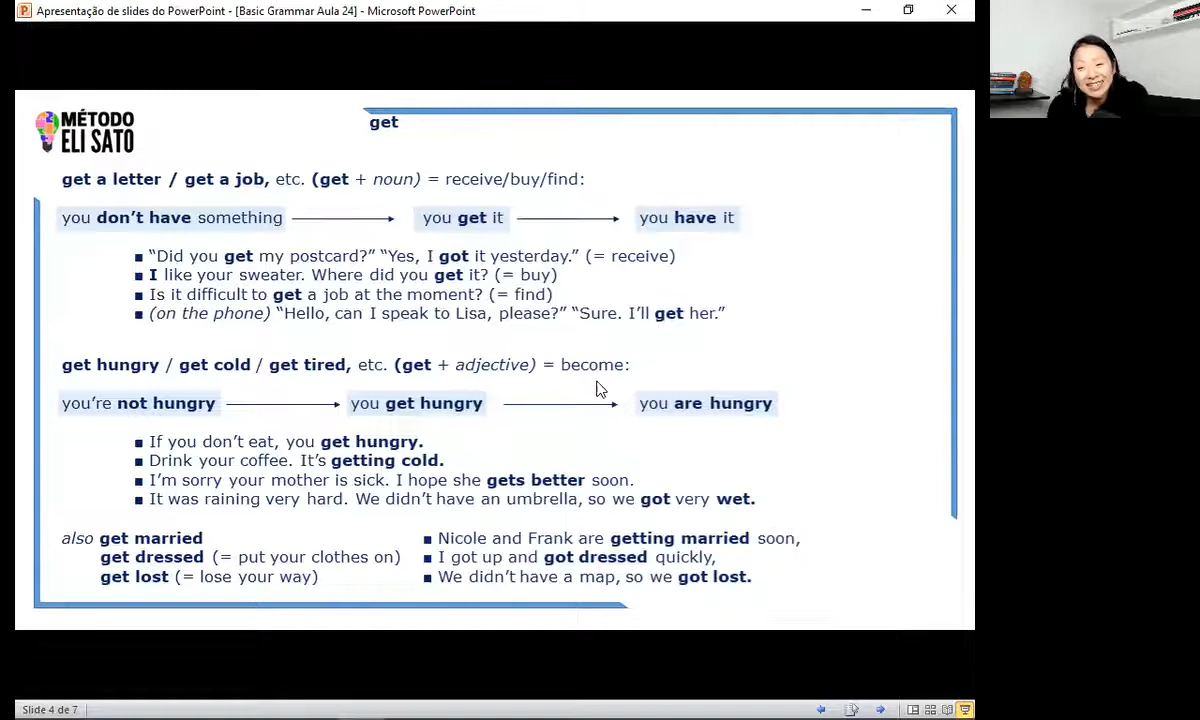 Apresentação de slides do PowerPoint - [Basic Grammar Aula 24] - Microsoft PowerPoint
MÉTODO
ELI SATO
get
get a letter / get a job, etc. (get + noun) = receive/buy/find:
you don't have something you get it you have it
▪ “Did you get my postcard?” “Yes, I got it yesterday.” (= receive)
▪ I like your sweater. Where did you get it? (= buy)
▪ Is it difficult to get a job at the moment? (= find)
▪ (on the phone) “Hello, can I speak to Lisa, please?” “Sure. I'll get her.”
get hungry / get cold / get tired, etc. (get + adjective) = become:
you're not hungry you get hungry you are hungry
▪ If you don't eat, you get hungry.
▪ Drink your coffee. It's getting cold.
▪ I'm sorry your mother is sick. I hope she gets better soon.
▪ It was raining very hard. We didn't have an umbrella, so we got very wet.
also get married ▪ Nicole and Frank are getting married soon,
get dressed (= put your clothes on) ▪ I got up and got dressed quickly,
get lost (= lose your way) ▪ We didn't have a map, so we got lost.
Slide 4 de 7